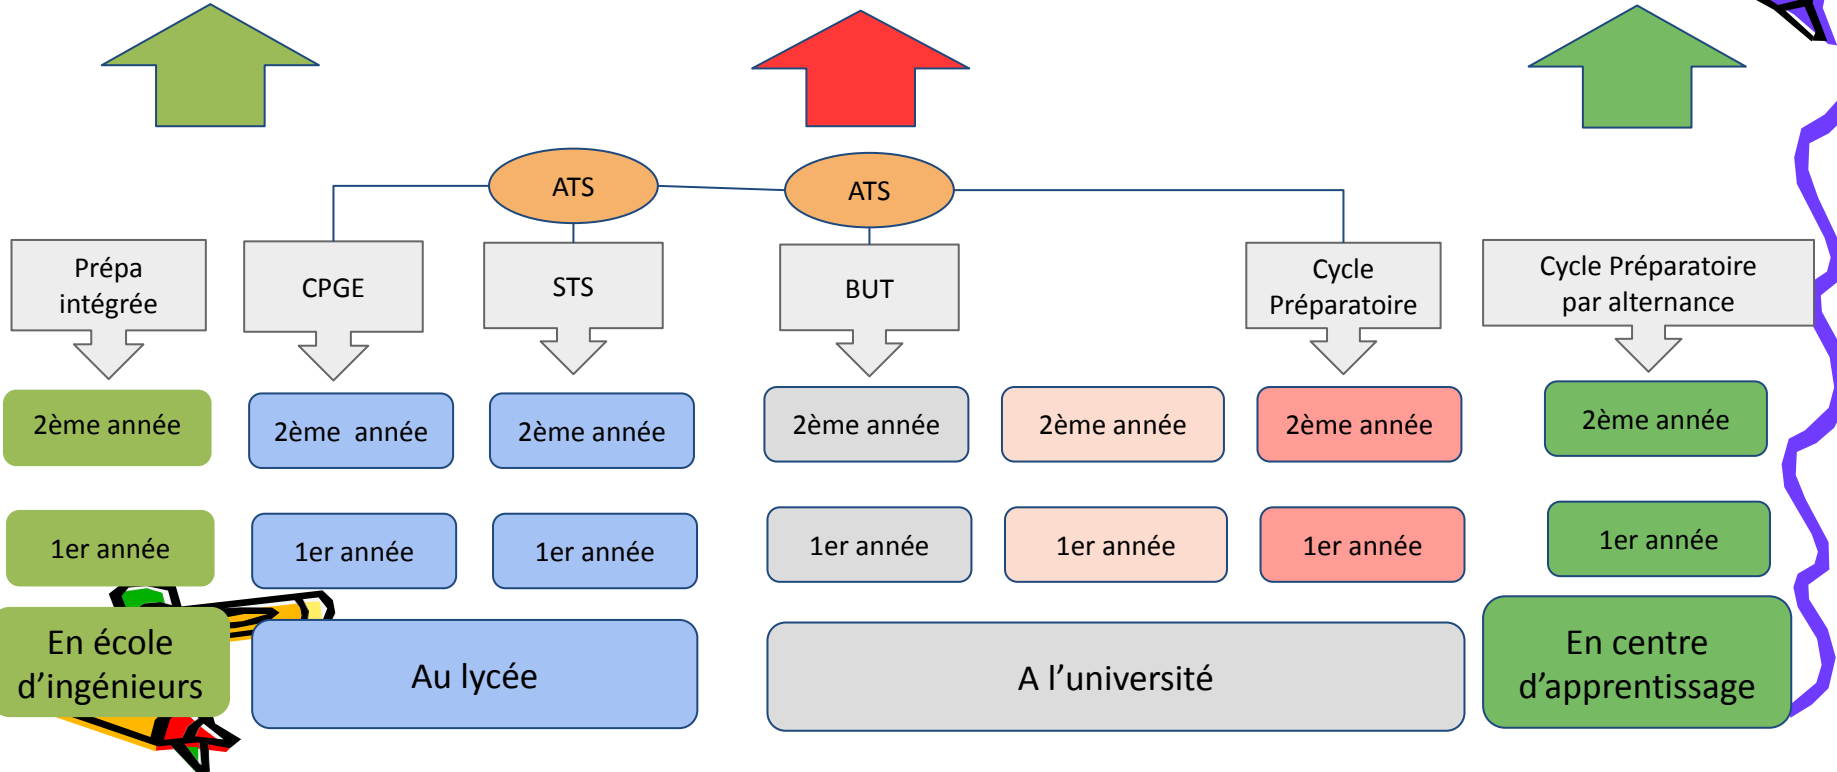 ATS
ATS
Prépa
intégrée
CPGE
STS
BUT
Cycle
Préparatoire
Cycle Préparatoire
par alternance
2ème année
2ème année
2ème année
2ème année
2ème année
2ème année
2ème année
1er année
1er année
1er année
1er année
1er année
1er année
1er année
En école
d’ingénieurs
Au lycée
A l’université
En centre
d’apprentissage